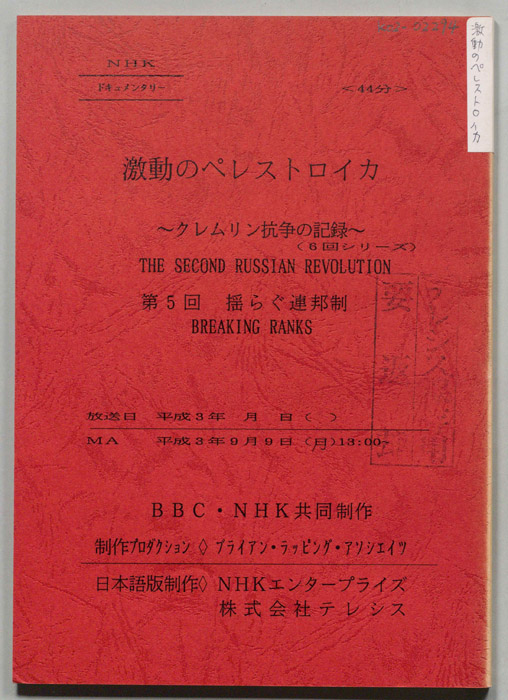 激動のペレストロイカ
NHK
ドキュメンタリー
<44分>
激動のペレストロイカ
~クレムリン抗争の記録~
(6回シリーズ)
THE SECOND RUSSIAN REVOLUTION
第5回 揺らぐ連邦制
BREAKING RANKS
要
放送日 平成3年 月 日( )
MA 平成3年9月9日(月)13:00~
BBC・NHK共同制作
制作プロダクション◇ブライアン・ラッピング・アソシエイツ
日本語版制作◇NHKエンタープライズ
株式会社テレシス